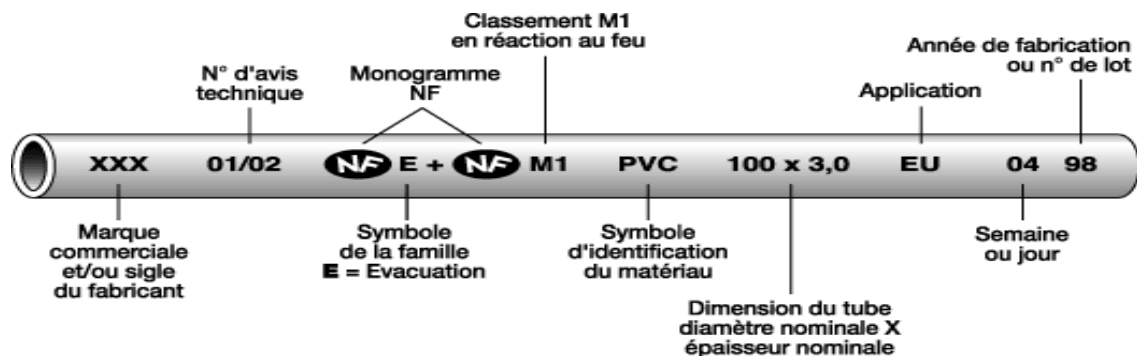 Classement M1
en réaction au feu
Année de fabrication
ou n° de lot
N° d'avis
technique
Monogramme
NF
Application
XXX 01/02 NF E + NF M1 PVC 100 x 3,0 EU 04 98
Marque
commerciale
et/ou sigle
du fabricant
Symbole
de la famille
E = Evacuation
Symbole
d'identification
du matériau
Semaine
ou jour
Dimension du tube
diamètre nominale X
épaisseur nominale